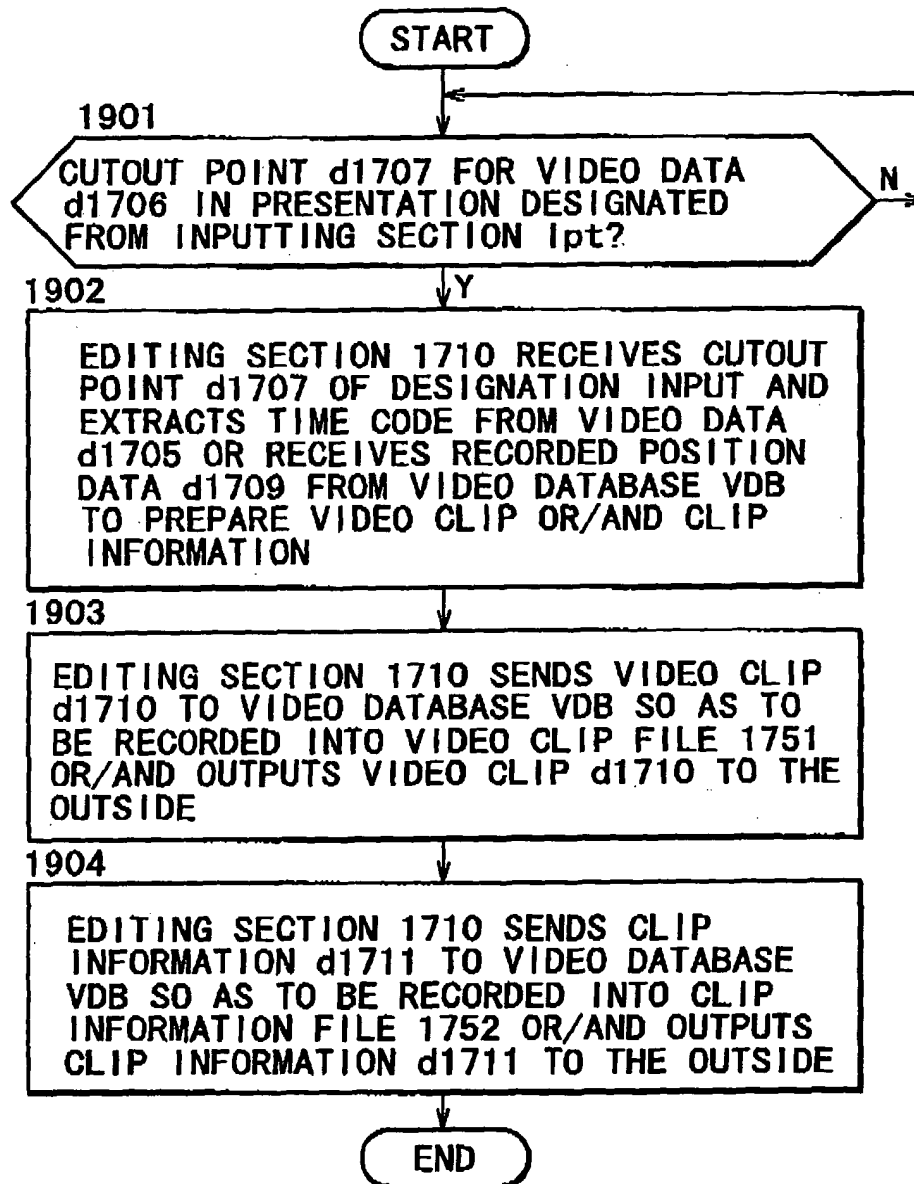 START
1901
CUTOUT POINT d1707 FOR VIDEO DATA
d1706 IN PRESENTATION DESIGNATED
FROM INPUTTING SECTION Ipt?
N
Y
1902
EDITING SECTION 1710 RECEIVES CUTOUT
POINT d1707 OF DESIGNATION INPUT AND
EXTRACTS TIME CODE FROM VIDEO DATA
d1705 OR RECEIVES RECORDED POSITION
DATA d1709 FROM VIDEO DATABASE VDB
TO PREPARE VIDEO CLIP OR/AND CLIP
INFORMATION
1903
EDITING SECTION 1710 SENDS VIDEO CLIP
d1710 TO VIDEO DATABASE VDB SO AS TO
BE RECORDED INTO VIDEO CLIP FILE 1751
OR/AND OUTPUTS VIDEO CLIP d1710 TO THE
OUTSIDE
1904
EDITING SECTION 1710 SENDS CLIP
INFORMATION d1711 TO VIDEO DATABASE
VDB SO AS TO BE RECORDED INTO CLIP
INFORMATION FILE 1752 OR/AND OUTPUTS
CLIP INFORMATION d1711 TO THE OUTSIDE
END